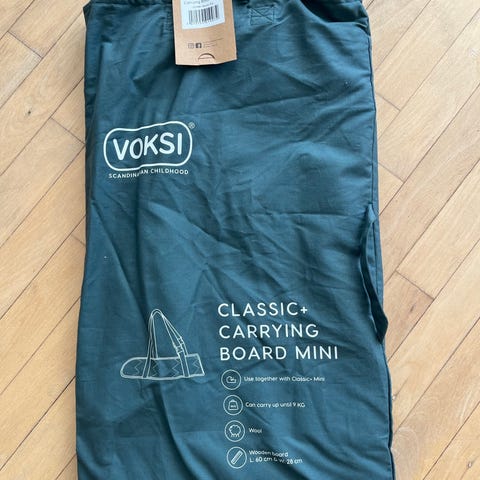 VOKSI®
SCANDINAVIAN CHILDHOOD
CLASSIC+
CARRYING
BOARD MINI
Use together with Classic+ Mini
Can carry up until 9 KG
Wool
Wooden board
L: 60 cm & W: 28 cm